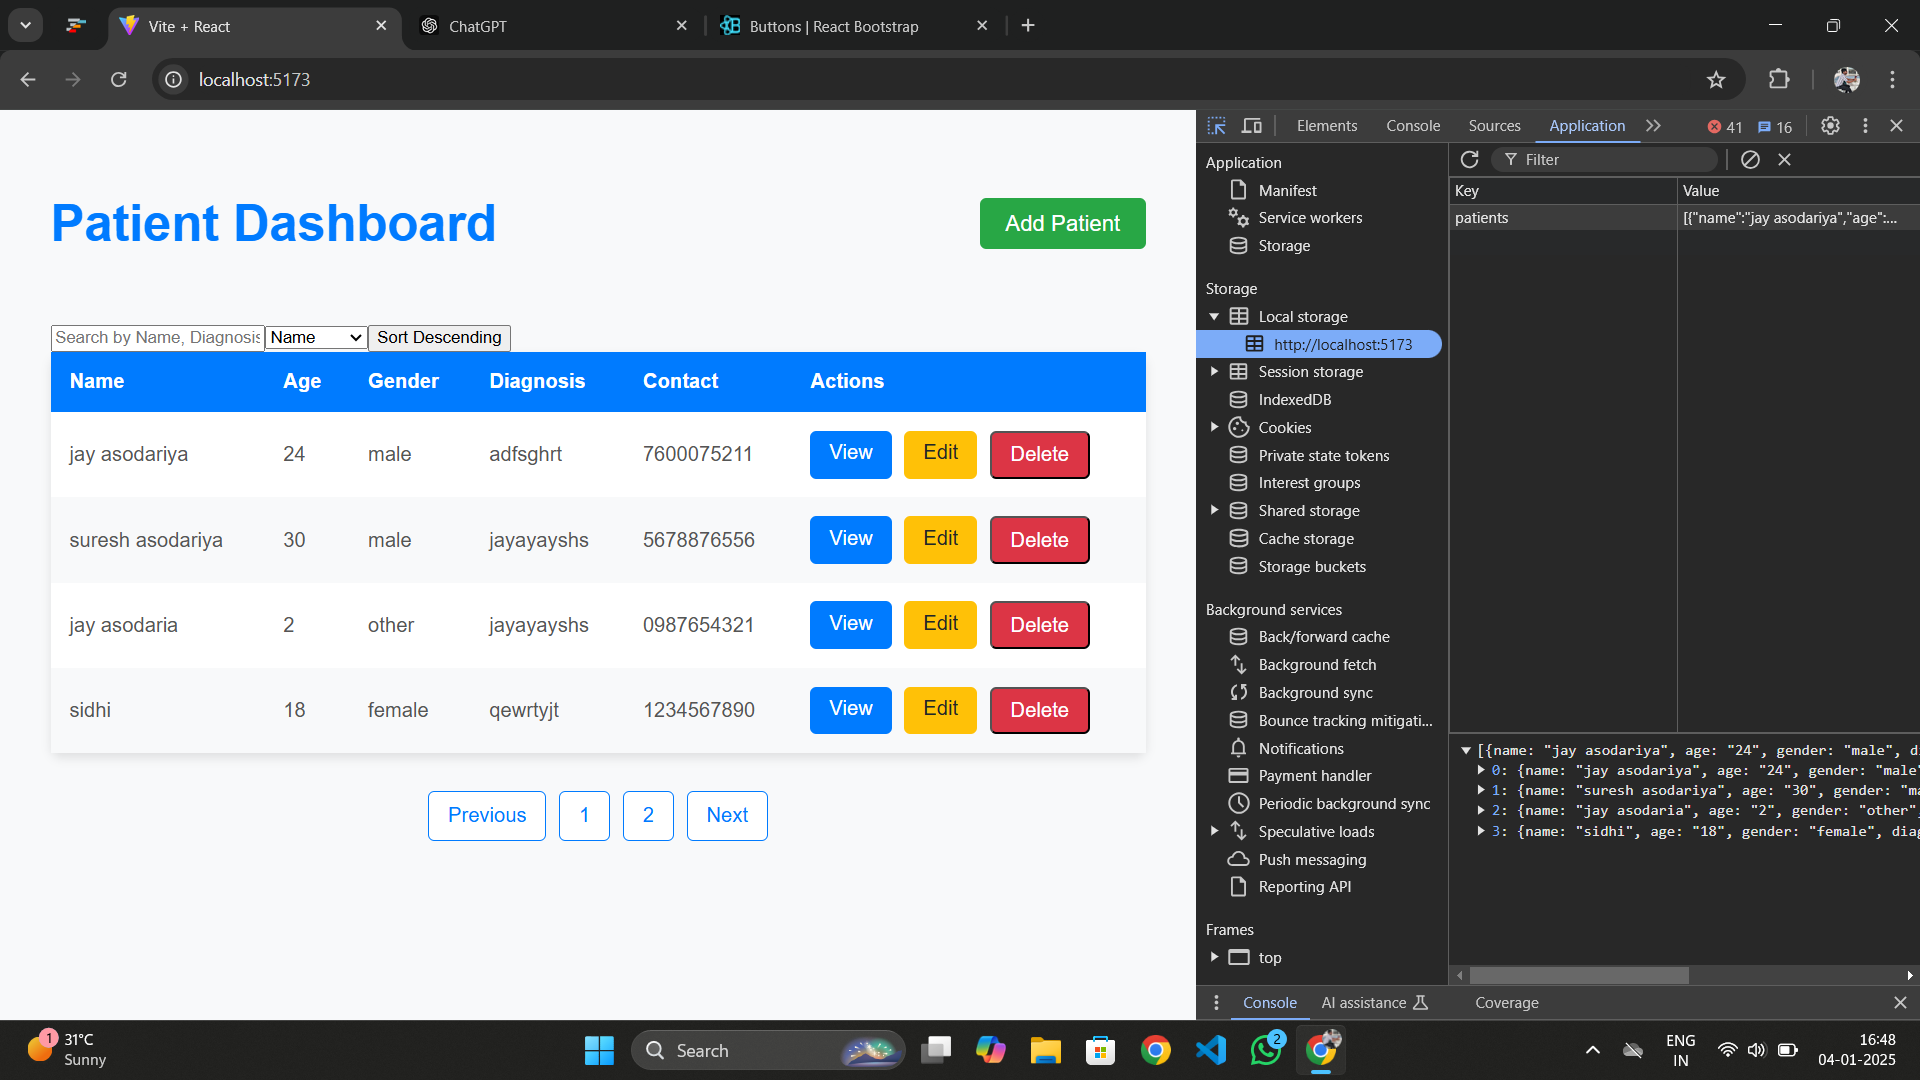 Vite + React
ChatGPT
Buttons | React Bootstrap
localhost:5173
Patient Dashboard
Add Patient
Search by Name, Diagnosis
Name
Sort Descending
Name Age Gender Diagnosis Contact Actions
jay asodariya 24 male adfsghrt 7600075211 View Edit Delete
suresh asodariya 30 male jayayayshs 5678876556 View Edit Delete
jay asodaria 2 other jayayayshs 0987654321 View Edit Delete
sidhi 18 female qewrtyjt 1234567890 View Edit Delete
Previous 1 2 Next
Elements Console Sources Application 41 16
Application
Manifest
Service workers
Storage
Storage
Local storage
http://localhost:5173
Session storage
IndexedDB
Cookies
Private state tokens
Interest groups
Shared storage
Cache storage
Storage buckets
Background services
Back/forward cache
Background fetch
Background sync
Bounce tracking mitigati...
Notifications
Payment handler
Periodic background sync
Speculative loads
Push messaging
Reporting API
Frames
top
Filter
Key Value
patients [{"name":"jay asodariya","age":...
[{name: "jay asodariya", age: "24", gender: "male", d
0: {name: "jay asodariya", age: "24", gender: "male"
1: {name: "suresh asodariya", age: "30", gender: "ma
2: {name: "jay asodaria", age: "2", gender: "other",
3: {name: "sidhi", age: "18", gender: "female", diag
Console AI assistance Coverage
1
31°C
Sunny
Search
2
ENG
IN
16:48
04-01-2025